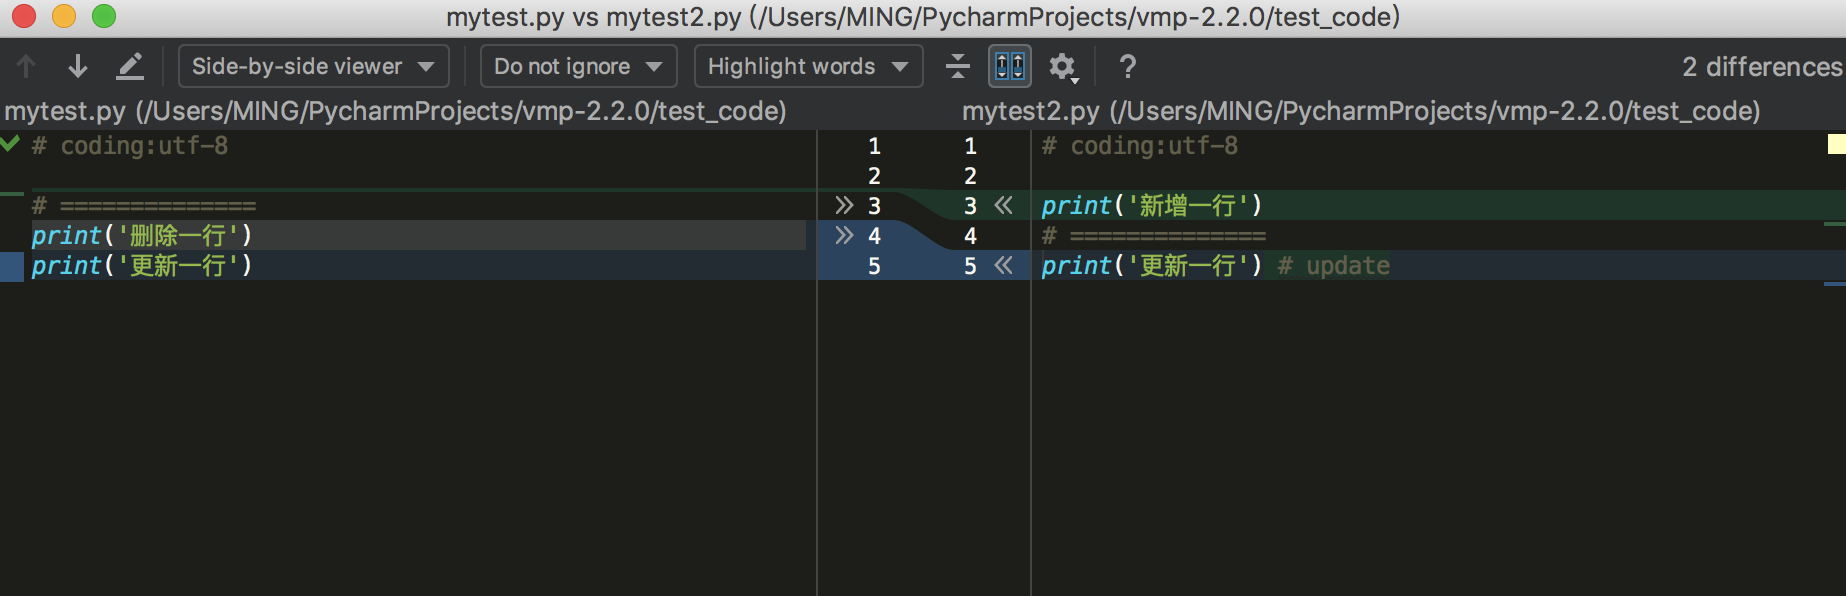 mytest.py vs mytest2.py (/Users/MING/PycharmProjects/vmp-2.2.0/test_code)
Side-by-side viewer Do not ignore Highlight words ? 2 differences
mytest.py (/Users/MING/PycharmProjects/vmp-2.2.0/test_code) mytest2.py (/Users/MING/PycharmProjects/vmp-2.2.0/test_code)
# coding:utf-8 1 1 # coding:utf-8
2 2
# ============== >> 3 3 << print('新增一行')
print('删除一行') >> 4 4 # ==============
print('更新一行') 5 5 << print('更新一行') # update